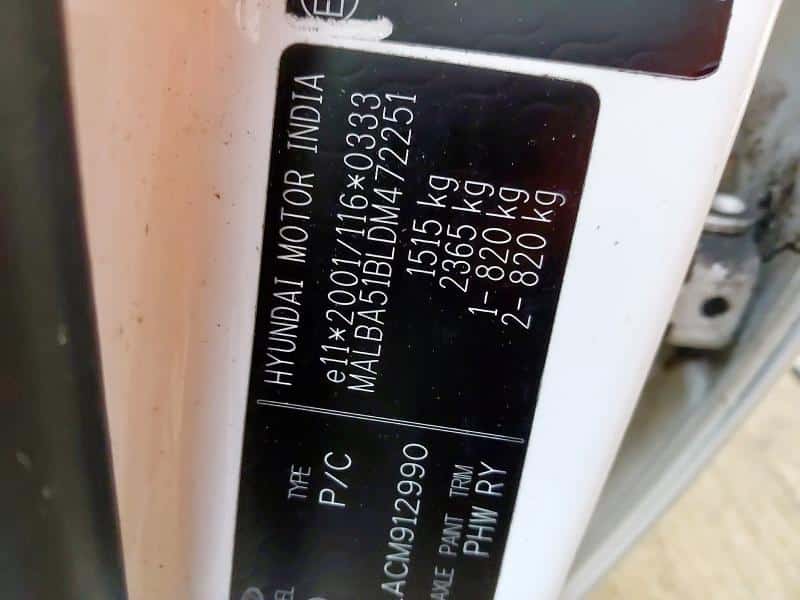 HYUNDAI MOTOR INDIA
e11*2001/116*0333
MALBA51BLDM472251
1515 kg
2365 kg
1- 820 kg
2- 820 kg
TYPE
P/C
ACM912990
AXLE PAINT TRIM
PHW RY